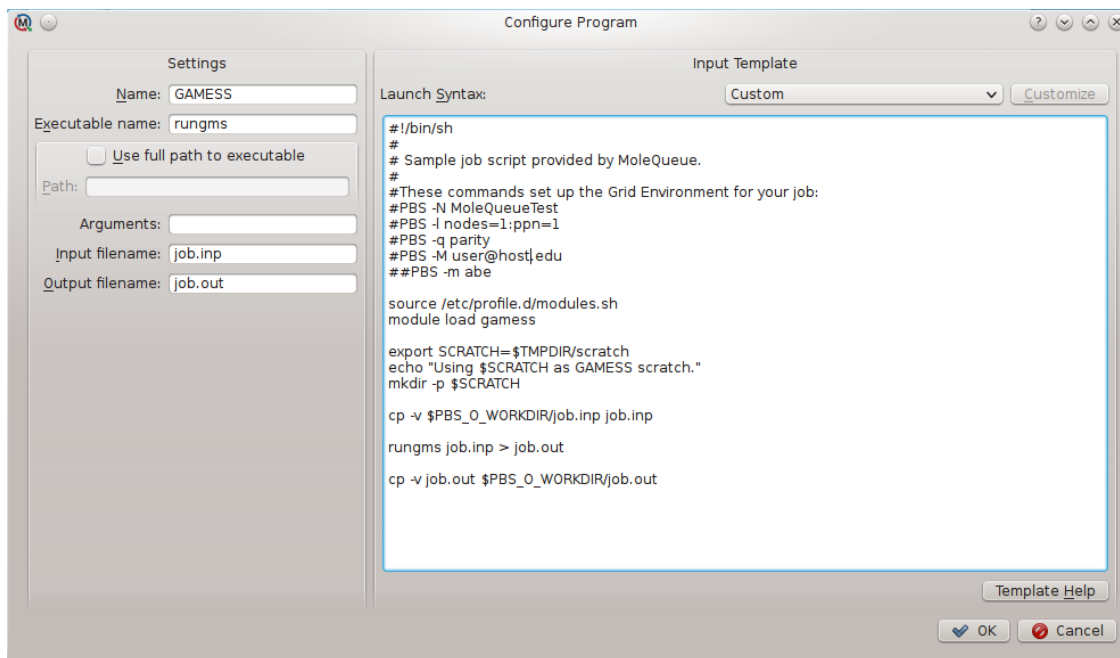 Configure Program
Settings
Name: GAMESS
Executable name: rungms
Use full path to executable
Path:
Arguments:
Input filename: job.inp
Output filename: job.out
Input Template
Launch Syntax: Custom Customize
#!/bin/sh
#
# Sample job script provided by MoleQueue.
#
#These commands set up the Grid Environment for your job:
#PBS -N MoleQueueTest
#PBS -l nodes=1:ppn=1
#PBS -q parity
#PBS -M user@host.edu
##PBS -m abe
source /etc/profile.d/modules.sh
module load gamess
export SCRATCH=$TMPDIR/scratch
echo "Using $SCRATCH as GAMESS scratch."
mkdir -p $SCRATCH
cp -v $PBS_O_WORKDIR/job.inp job.inp
rungms job.inp > job.out
cp -v job.out $PBS_O_WORKDIR/job.out
Template Help
OK Cancel